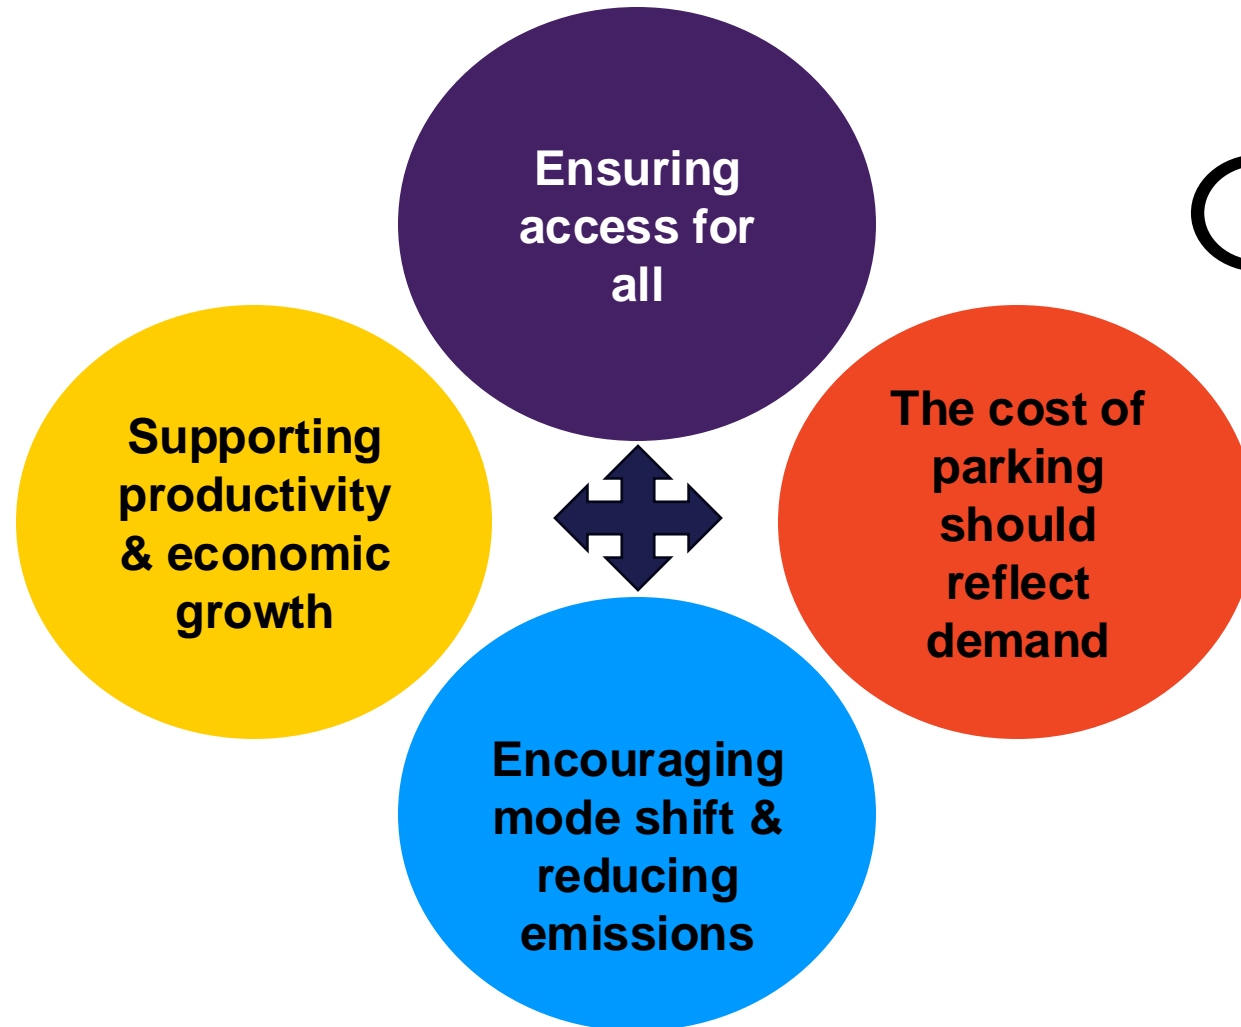 Ensuring
access for
all
Supporting
productivity
& economic
growth
The cost of
parking
should
reflect
demand
Encouraging
mode shift &
reducing
emissions